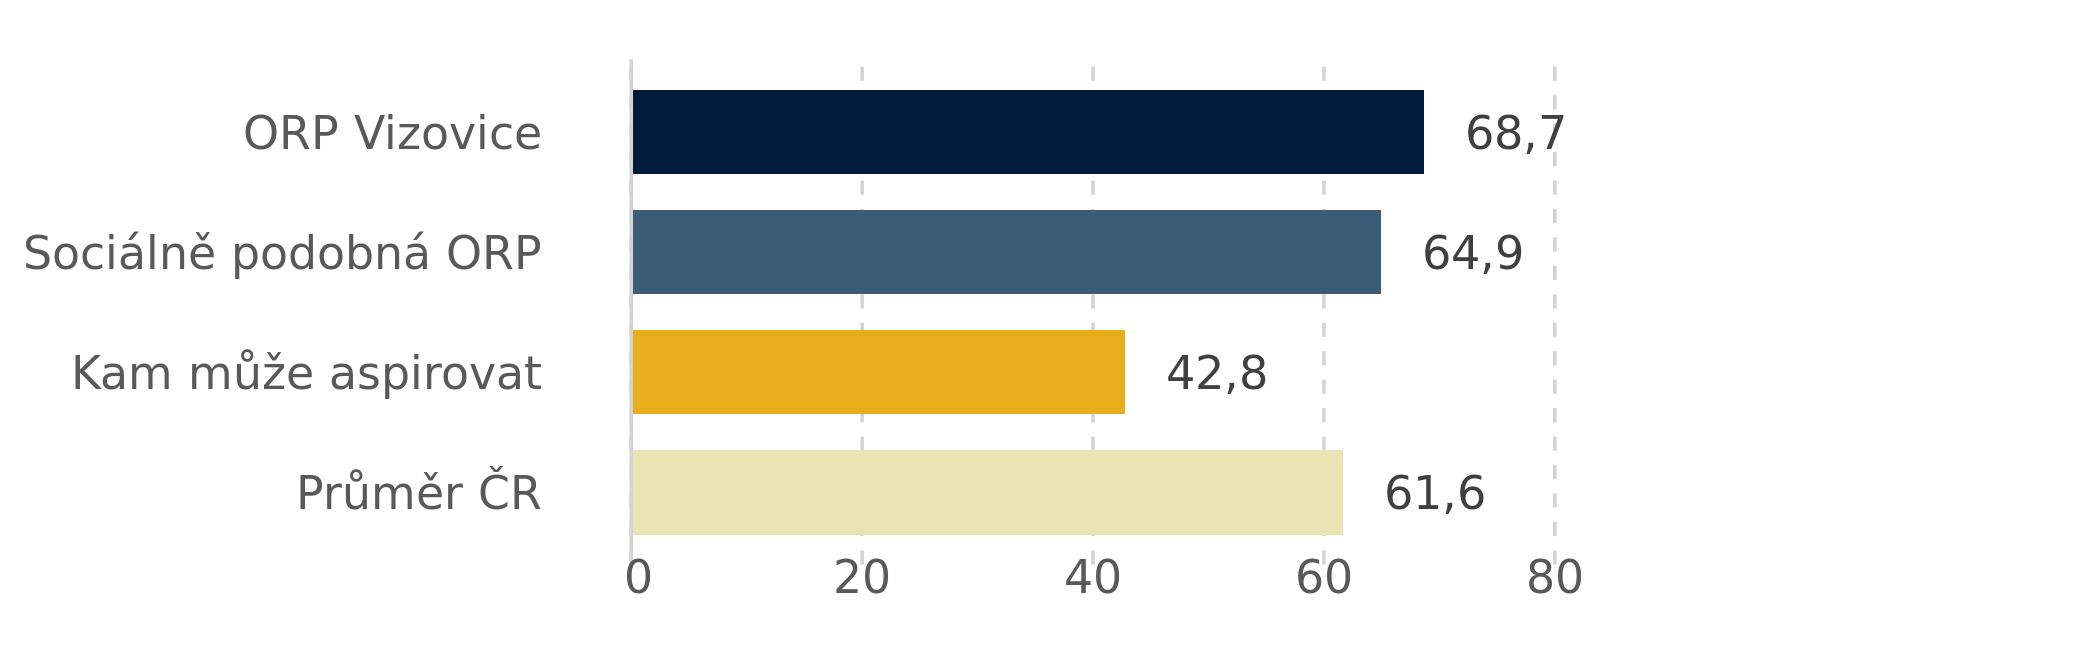 ORP Vizovice 68,7
Sociálně podobná ORP 64,9
Kam může aspirovat 42,8
Průměr ČR 61,6
0 20 40 60 80